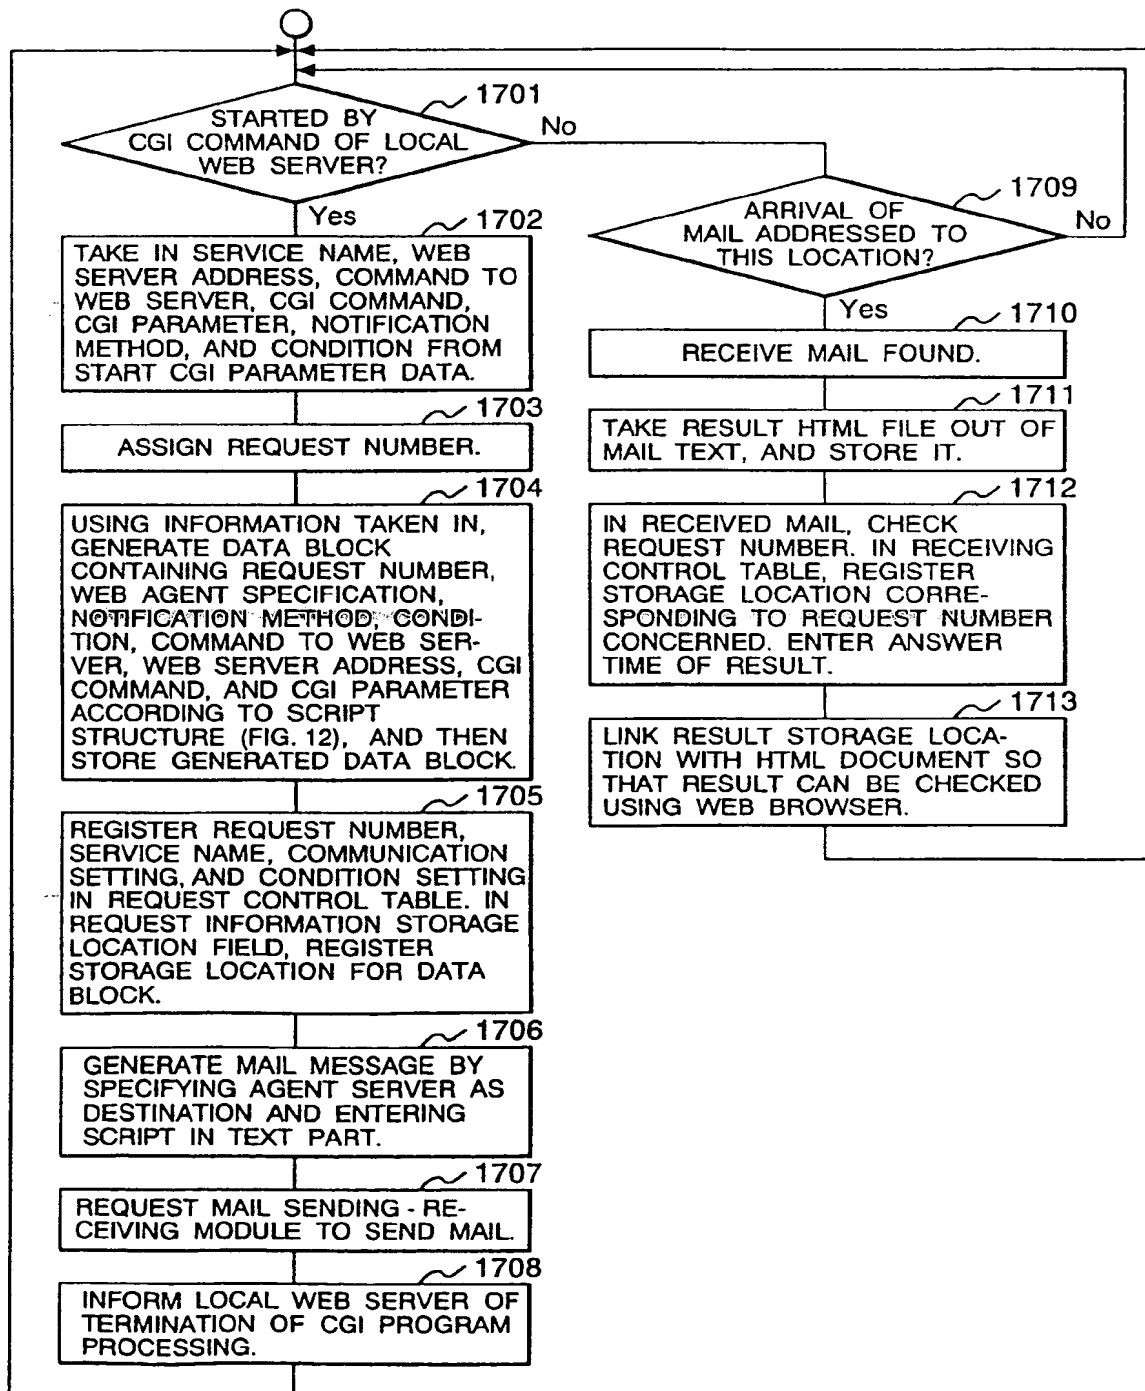 1701
STARTED BY
CGI COMMAND OF LOCAL
WEB SERVER?
No
Yes
1702
TAKE IN SERVICE NAME, WEB
SERVER ADDRESS, COMMAND TO
WEB SERVER, CGI COMMAND,
CGI PARAMETER, NOTIFICATION
METHOD, AND CONDITION FROM
START CGI PARAMETER DATA.
1703
ASSIGN REQUEST NUMBER.
1704
USING INFORMATION TAKEN IN,
GENERATE DATA BLOCK
CONTAINING REQUEST NUMBER,
WEB AGENT SPECIFICATION,
NOTIFICATION METHOD, CONDI-
TION, COMMAND TO WEB SER-
VER, WEB SERVER ADDRESS, CGI
COMMAND, AND CGI PARAMETER
ACCORDING TO SCRIPT
STRUCTURE (FIG. 12), AND THEN
STORE GENERATED DATA BLOCK.
1705
REGISTER REQUEST NUMBER,
SERVICE NAME, COMMUNICATION
SETTING, AND CONDITION SETTING
IN REQUEST CONTROL TABLE. IN
REQUEST INFORMATION STORAGE
LOCATION FIELD, REGISTER
STORAGE LOCATION FOR DATA
BLOCK.
1706
GENERATE MAIL MESSAGE BY
SPECIFYING AGENT SERVER AS
DESTINATION AND ENTERING
SCRIPT IN TEXT PART.
1707
REQUEST MAIL SENDING - RE-
CEIVING MODULE TO SEND MAIL.
1708
INFORM LOCAL WEB SERVER OF
TERMINATION OF CGI PROGRAM
PROCESSING.
1709
ARRIVAL OF
MAIL ADDRESSED TO
THIS LOCATION?
No
Yes
1710
RECEIVE MAIL FOUND.
1711
TAKE RESULT HTML FILE OUT OF
MAIL TEXT, AND STORE IT.
1712
IN RECEIVED MAIL, CHECK
REQUEST NUMBER. IN RECEIVING
CONTROL TABLE, REGISTER
STORAGE LOCATION CORRE-
SPONDING TO REQUEST NUMBER
CONCERNED. ENTER ANSWER
TIME OF RESULT.
1713
LINK RESULT STORAGE LOCA-
TION WITH HTML DOCUMENT SO
THAT RESULT CAN BE CHECKED
USING WEB BROWSER.